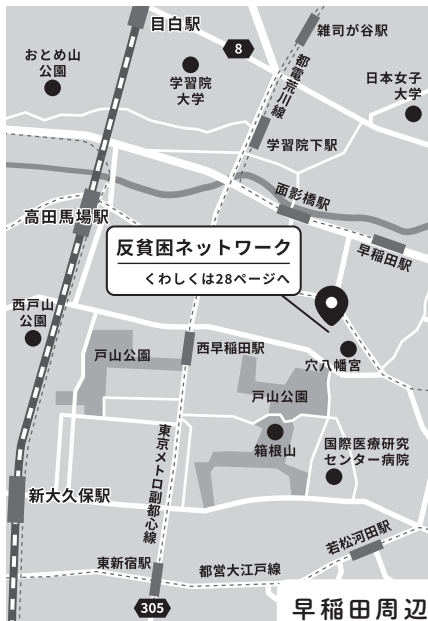 目白駅
雑司が谷駅
8
おとめ山
公園
都電荒川線
学習院
大学
日本女子
大学
学習院下駅
面影橋駅
高田馬場駅
早稲田駅
反貧困ネットワーク
くわしくは28ページへ
西戸山
公園
戸山公園
西早稲田駅
穴八幡宮
戸山公園
東京メトロ副都心線
箱根山
国際医療研究
センター病院
新大久保駅
若松河田駅
東新宿駅
都営大江戸線
305
早稲田周辺